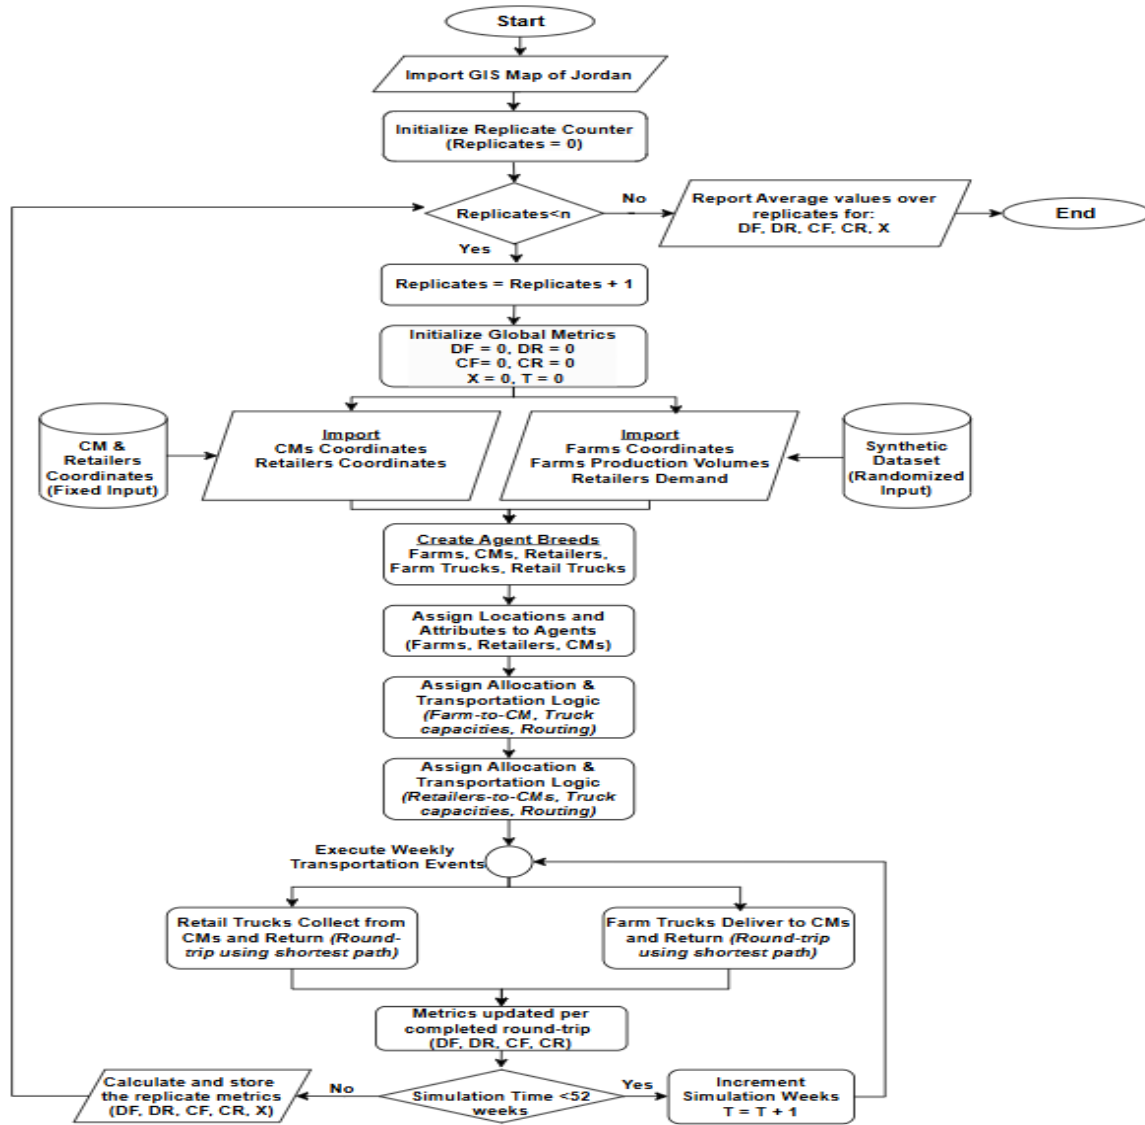 Start
Import GIS Map of Jordan
Initialize Replicate Counter
(Replicates = 0)
Replicates<n
No
Report Average values over
replicates for:
DF, DR, CF, CR, X
End
Yes
Replicates = Replicates + 1
Initialize Global Metrics
DF = 0, DR = 0
CF= 0, CR = 0
X = 0, T = 0
CM &
Retailers
Coordinates
(Fixed Input)
Import
CMs Coordinates
Retailers Coordinates
Import
Farms Coordinates
Farms Production Volumes
Retailers Demand
Synthetic
Dataset
(Randomized
Input)
Create Agent Breeds
Farms, CMs, Retailers,
Farm Trucks, Retail Trucks
Assign Locations and
Attributes to Agents
(Farms, Retailers, CMs)
Assign Allocation &
Transportation Logic
(Farm-to-CM, Truck
capacities, Routing)
Assign Allocation &
Transportation Logic
(Retailers-to-CMs, Truck
capacities, Routing)
Execute Weekly
Transportation Events
Retail Trucks Collect from
CMs and Return (Round-
trip using shortest path)
Farm Trucks Deliver to CMs
and Return (Round-trip
using shortest path)
Metrics updated per
completed round-trip
(DF, DR, CF, CR)
Calculate and store
the replicate metrics
(DF, DR, CF, CR, X)
No
Simulation Time <52
weeks
Yes
Increment
Simulation Weeks
T = T + 1